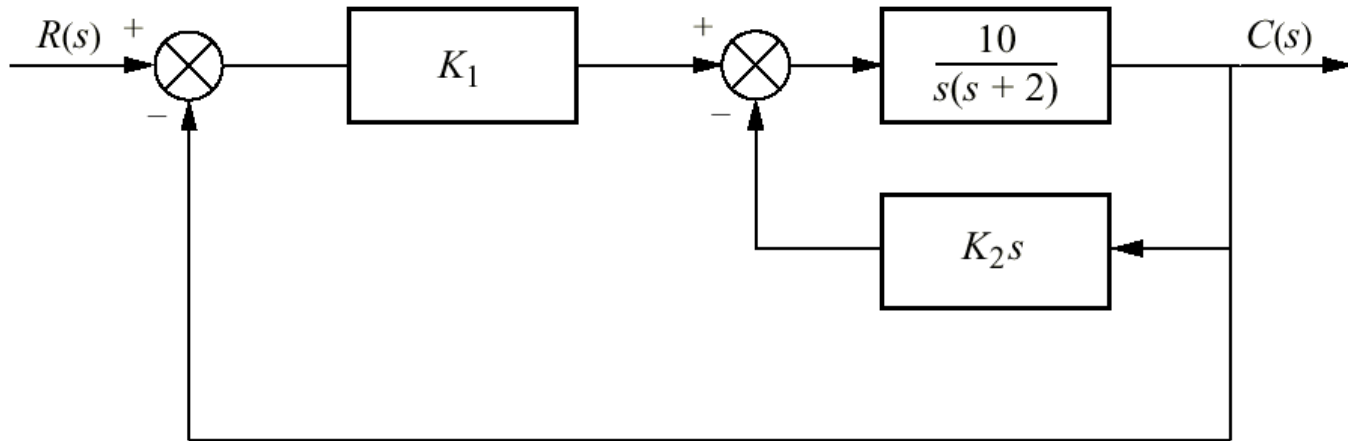 R(s)
+
−
K₁
+
−
10
s(s + 2)
C(s)
K₂s